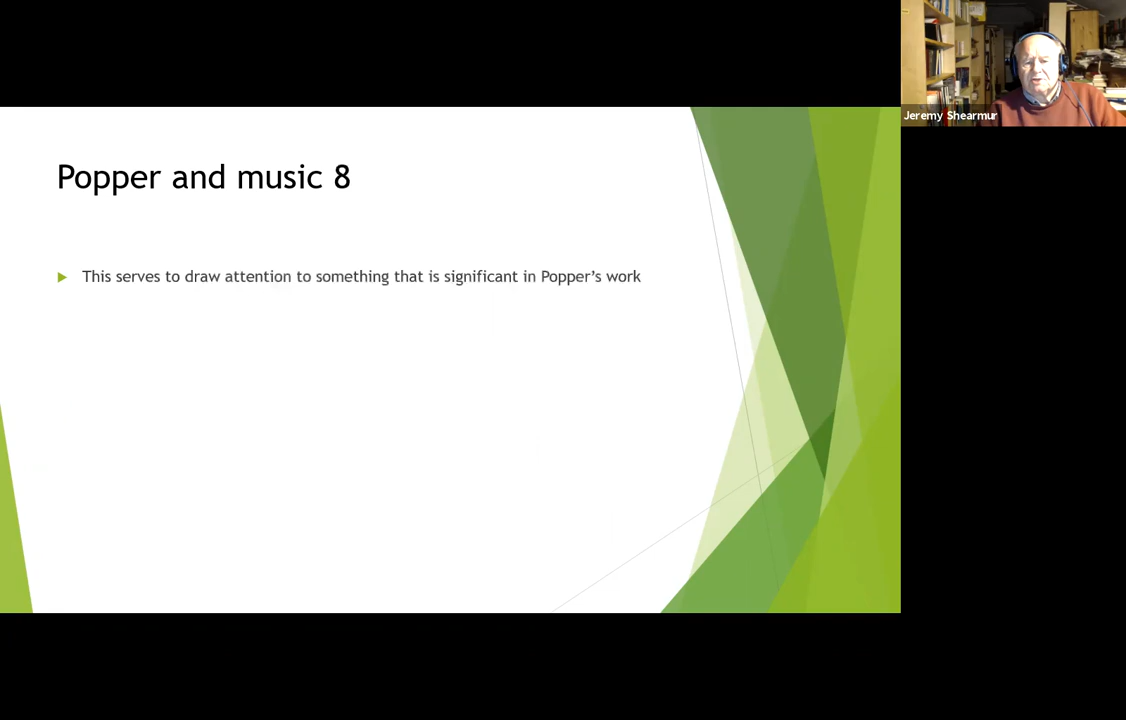 Jeremy Shearmur
Popper and music 8
This serves to draw attention to something that is significant in Popper’s work